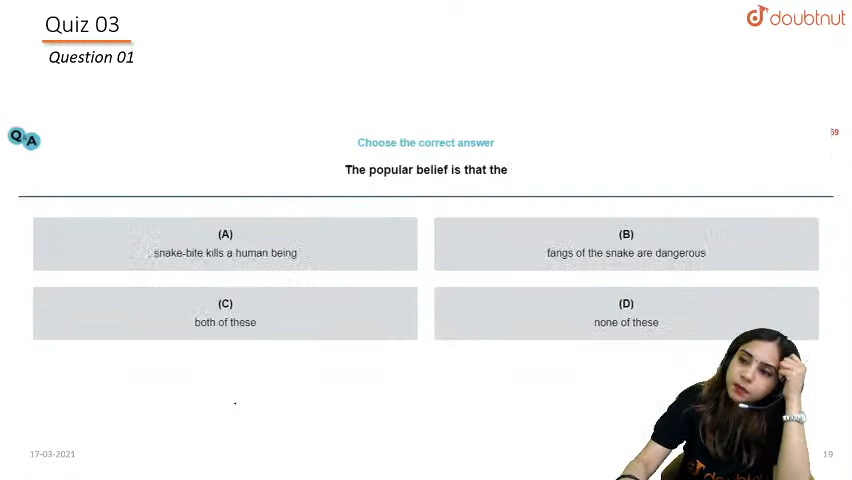 Quiz 03
doubtnut
Question 01
Q A
69
Choose the correct answer
The popular belief is that the
(A)
snake-bite kills a human being
(B)
fangs of the snake are dangerous
(C)
both of these
(D)
none of these
17-03-2021
19